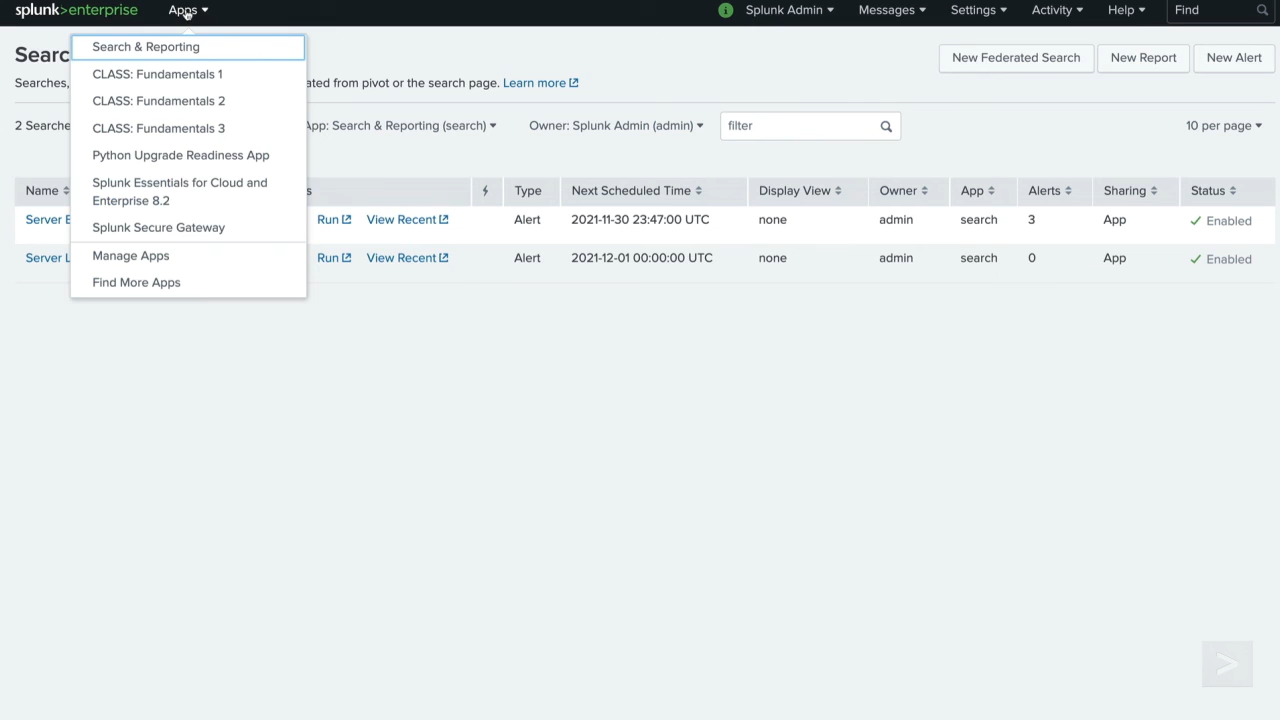 splunk>enterprise Apps Splunk Admin Messages Settings Activity Help Find
Search & Reporting
CLASS: Fundamentals 1
CLASS: Fundamentals 2
CLASS: Fundamentals 3
Python Upgrade Readiness App
Splunk Essentials for Cloud and
Enterprise 8.2
Splunk Secure Gateway
Manage Apps
Find More Apps
Searc
New Federated Search New Report New Alert
Searches, ated from pivot or the search page. Learn more
2 Searche App: Search & Reporting (search) Owner: Splunk Admin (admin) filter 10 per page
Name s Type Next Scheduled Time Display View Owner App Alerts Sharing Status
Server E Run View Recent Alert 2021-11-30 23:47:00 UTC none admin search 3 App Enabled
Server L Run View Recent Alert 2021-12-01 00:00:00 UTC none admin search 0 App Enabled
>